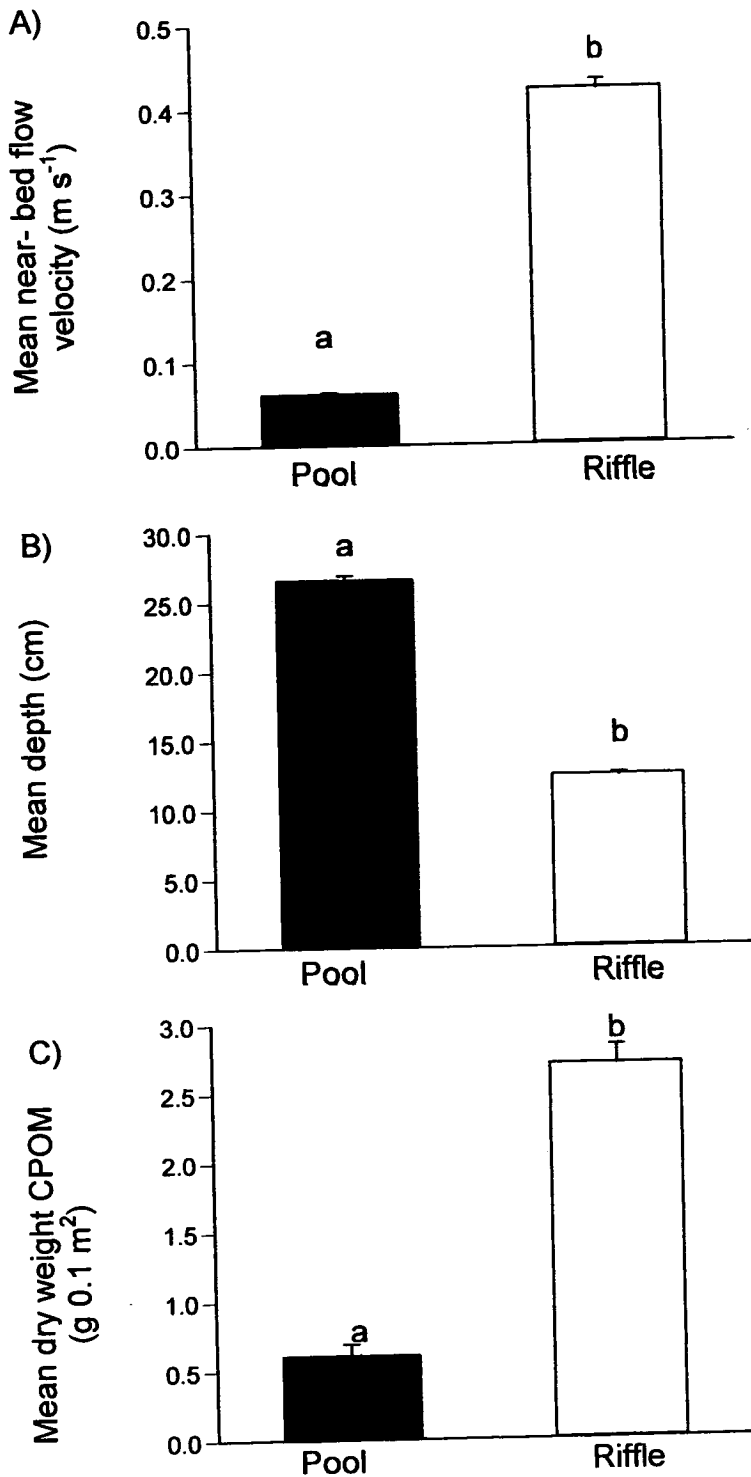 A)
Mean near- bed flow
velocity (m s⁻¹)
0.5
0.4
0.3
0.2
0.1
0.0
a
b
Pool
Riffle
B)
Mean depth (cm)
30.0
25.0
20.0
15.0
10.0
5.0
0.0
a
b
Pool
Riffle
C)
Mean dry weight CPOM
(g 0.1 m²)
3.0
2.5
2.0
1.5
1.0
0.5
0.0
a
b
Pool
Riffle